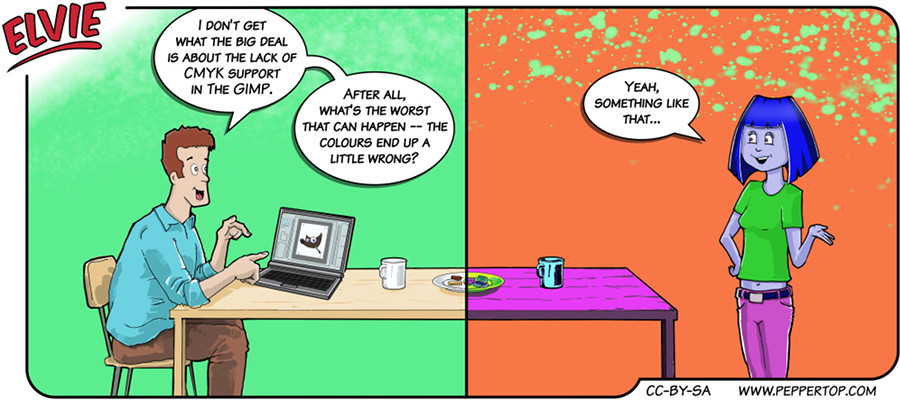 ELVIE
I DON'T GET
WHAT THE BIG DEAL
IS ABOUT THE LACK OF
CMYK SUPPORT
IN THE GIMP.
AFTER ALL,
WHAT'S THE WORST
THAT CAN HAPPEN -- THE
COLOURS END UP A
LITTLE WRONG?
YEAH,
SOMETHING LIKE
THAT...
CC-BY-SA WWW.PEPPERTOP.COM